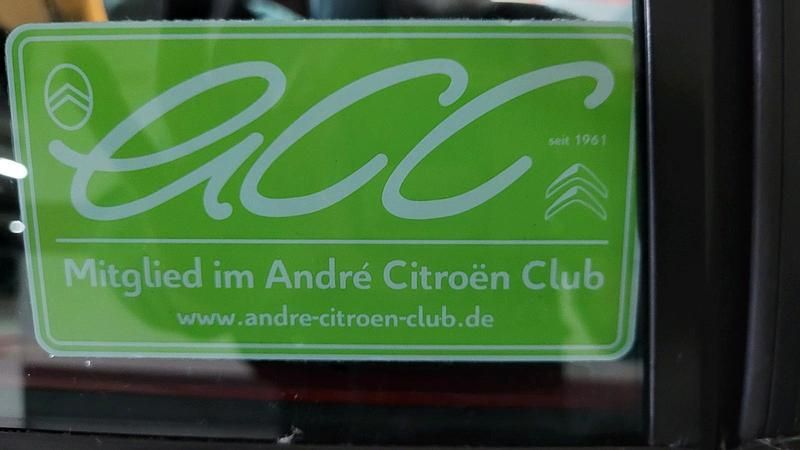 acc
seit 1961
Mitglied im André Citroën Club
www.andre-citroen-club.de